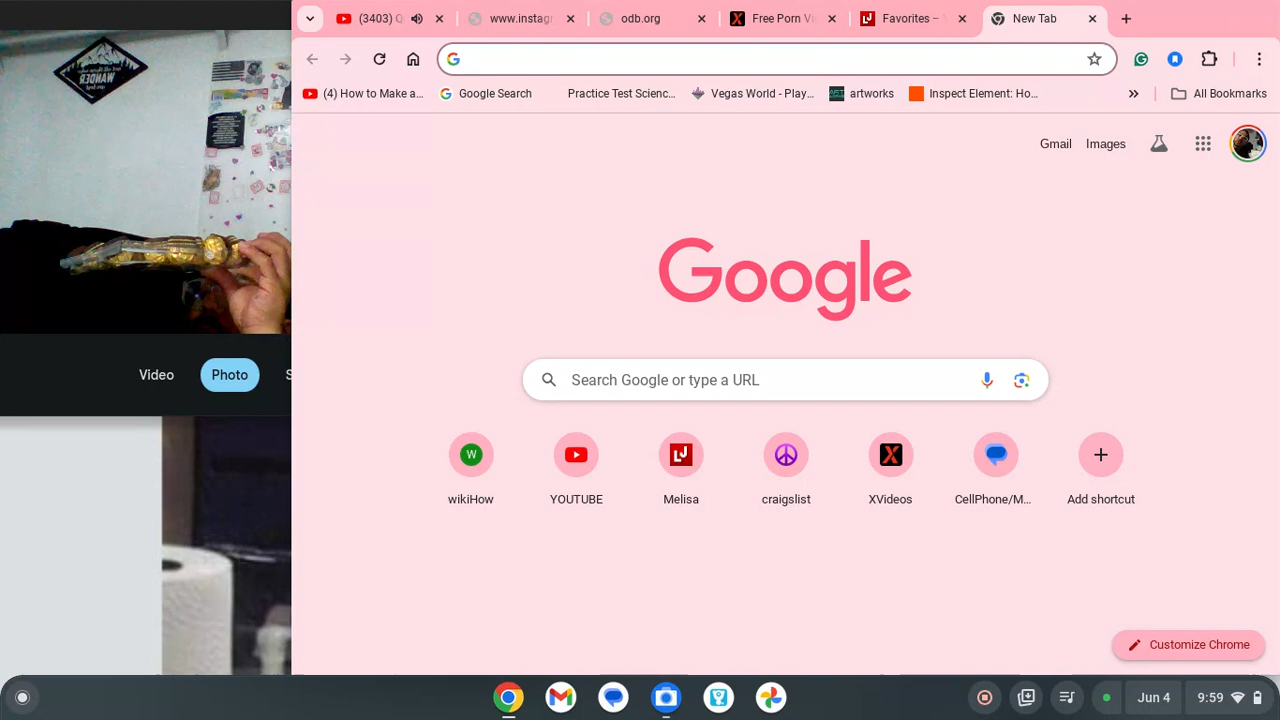 (3403) Q
www.instagr
odb.org
Free Porn Vi
Favorites –
New Tab
(4) How to Make a...
Google Search
Practice Test Scienc...
Vegas World - Play...
artworks
Inspect Element: Ho...
All Bookmarks
WANDER
Gmail
Images
Google
Search Google or type a URL
Video
Photo
S
W
wikiHow
YOUTUBE
Melisa
craigslist
XVideos
CellPhone/M...
Add shortcut
Customize Chrome
Jun 4
9:59